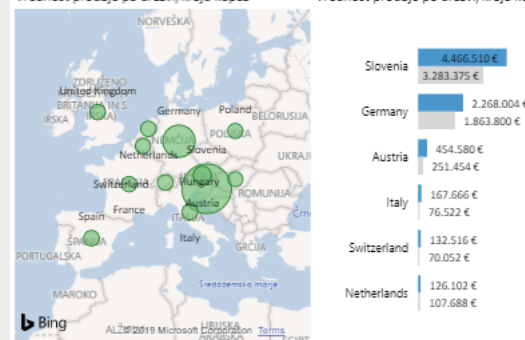 NORVEŠKA
ZDRUŽENO
United Kingdom
BRITANIJA IN S.
IRSKA
Germany
Poland
BELORUSIJA
POLJSKA
NEMČIJA
Netherlands
Slovenia
UKRAJ
Switzerland
Hungary
ROMUNIJA
France
Austria
Spain
ITALIJA
Italy
ŠPANIJA
PORTUGALSKA
GRČIJA
Črn
Sredozemsko morje
MAROKO
Bing
© 2019 Microsoft Corporation Terms
Slovenia
4.466.510 €
3.283.375 €
Germany
2.268.004 €
1.863.800 €
Austria
454.580 €
251.454 €
Italy
167.666 €
76.522 €
Switzerland
132.516 €
70.052 €
Netherlands
126.102 €
107.688 €